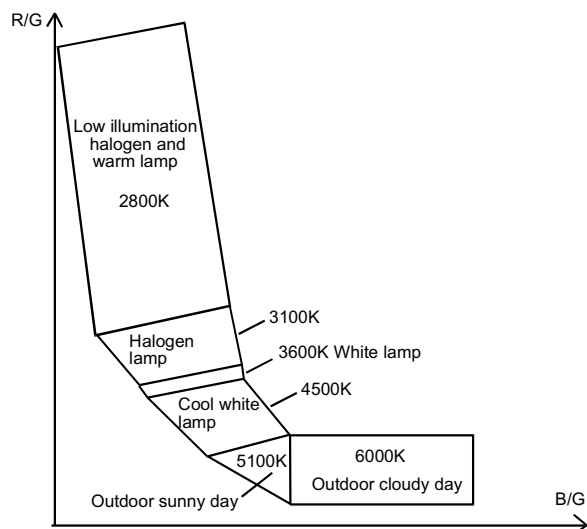 R/G
Low illumination
halogen and
warm lamp
2800K
3100K
Halogen
lamp
3600K White lamp
4500K
Cool white
lamp
5100K
6000K
Outdoor cloudy day
Outdoor sunny day
B/G